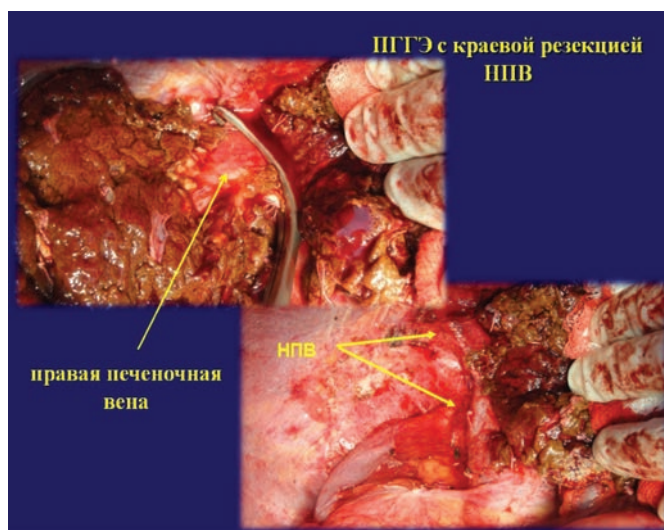 ПГГЭ с краевой резекцией
НПВ
правая печеночная
вена
НПВ